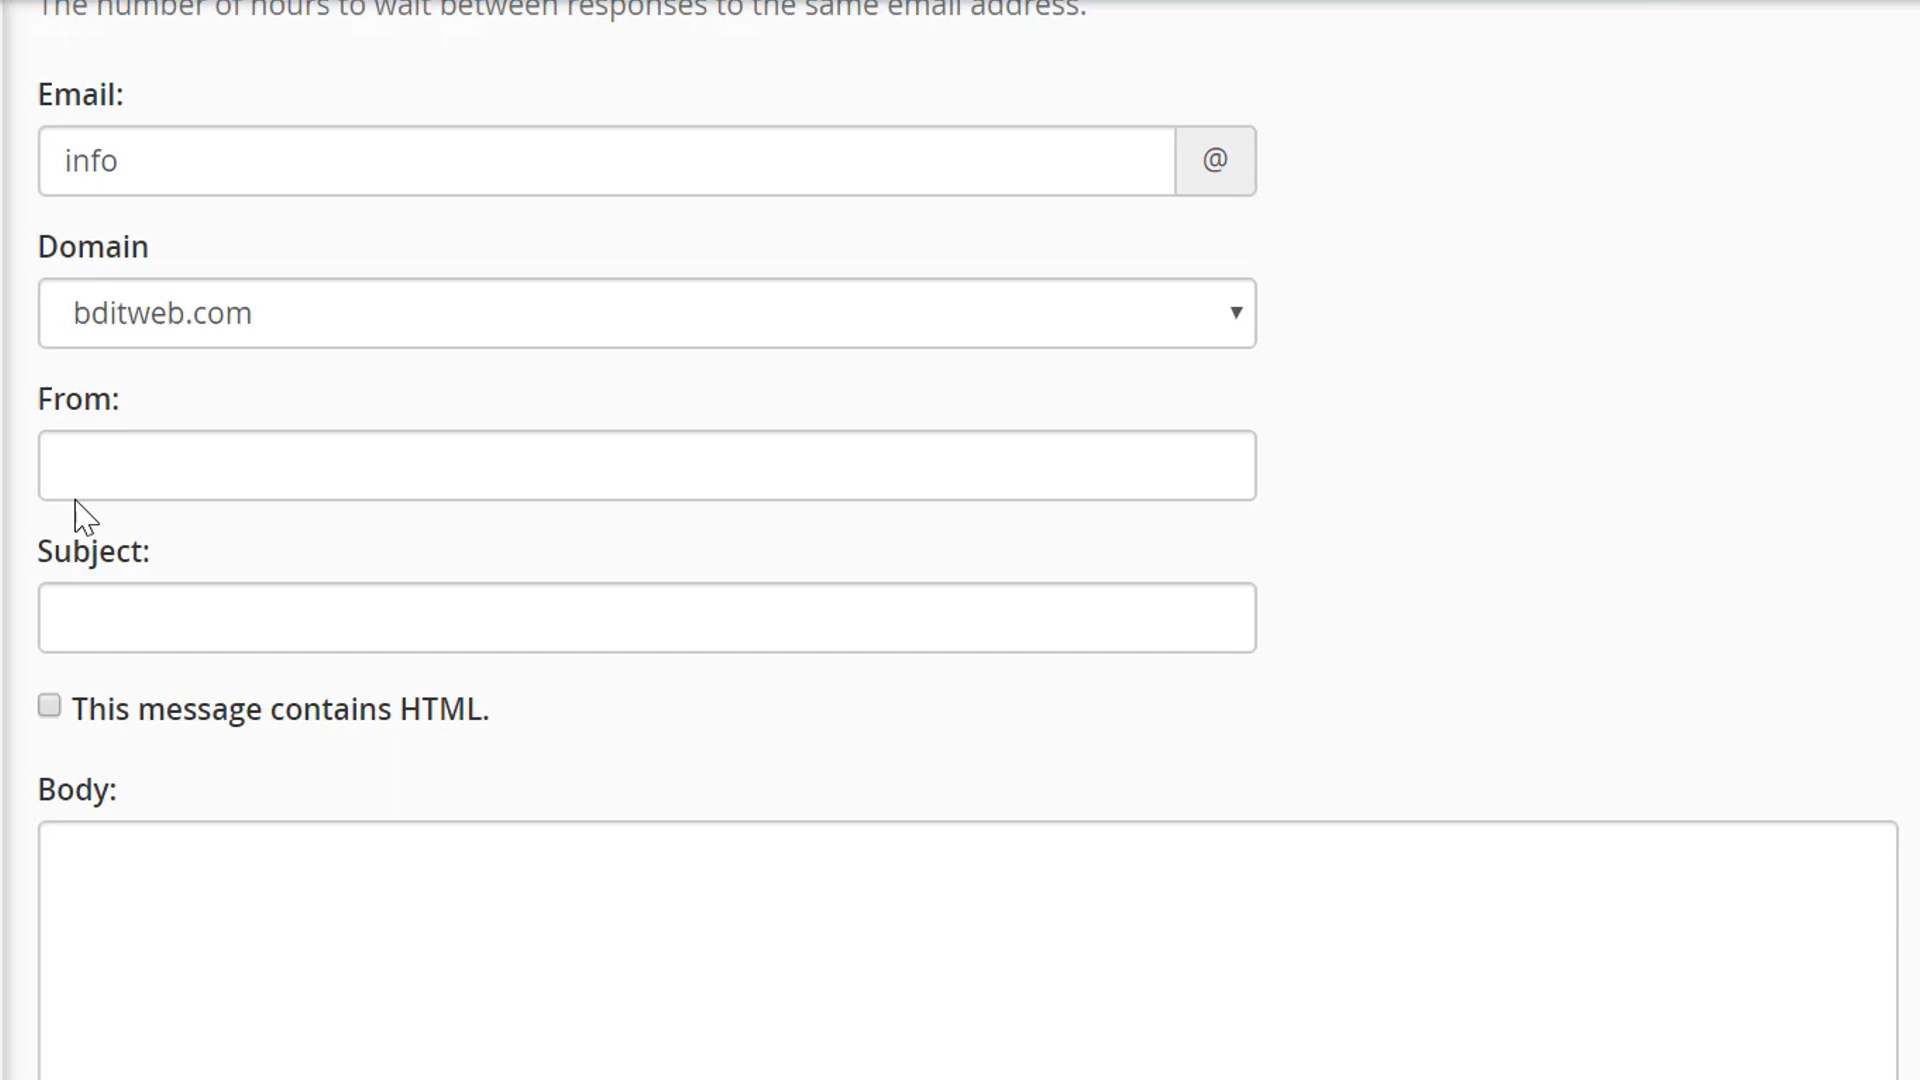 The number of hours to wait between responses to the same email address.
Email:
info
@
Domain
bditweb.com
From:
Subject:
This message contains HTML.
Body: